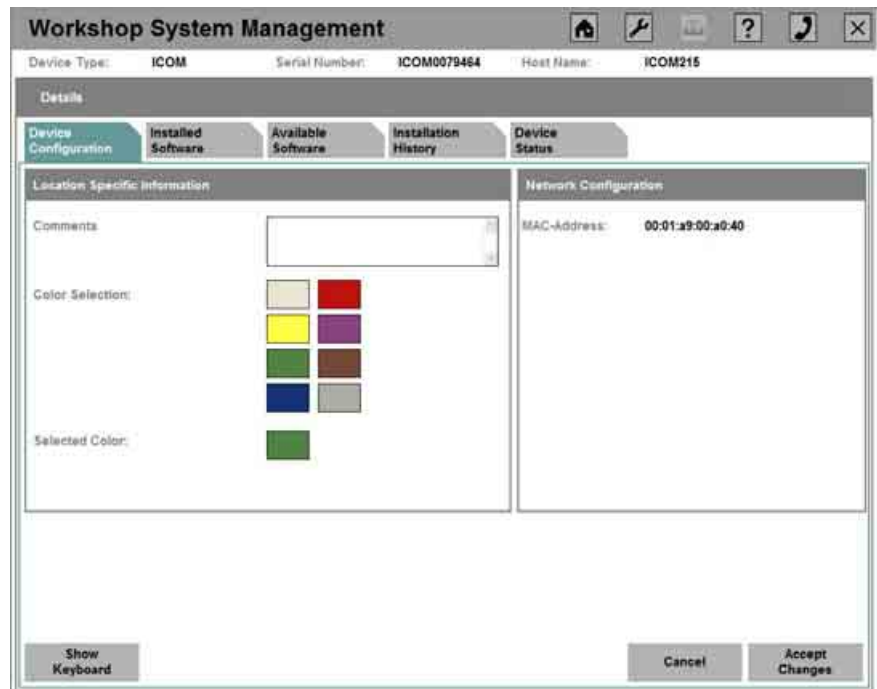 Workshop System Management
?
Device Type: ICOM Serial Number: ICOM0079464 Host Name: ICOM215
Details
Device Configuration
Installed Software
Available Software
Installation History
Device Status
Location Specific Information
Network Configuration
Comments
MAC-Address: 00:01:a9:00:a0:40
Color Selection:
Selected Color:
Show Keyboard
Cancel
Accept Changes